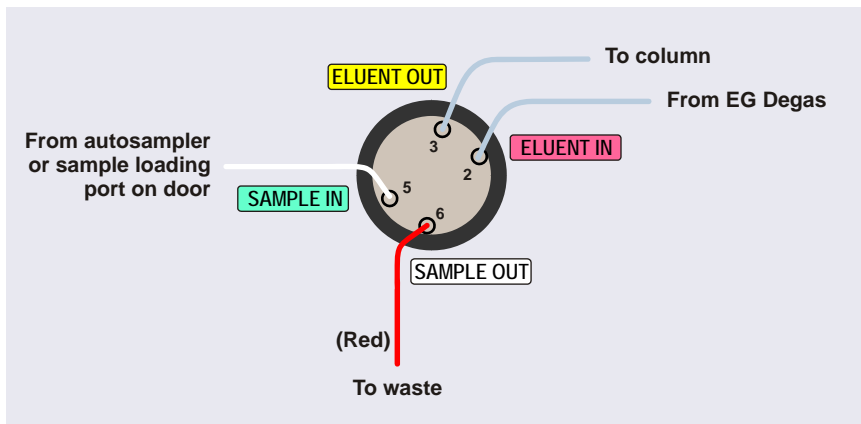 To column
ELUENT OUT
From EG Degas
3
ELUENT IN
2
From autosampler
or sample loading
port on door
5
SAMPLE IN
6
SAMPLE OUT
(Red)
To waste